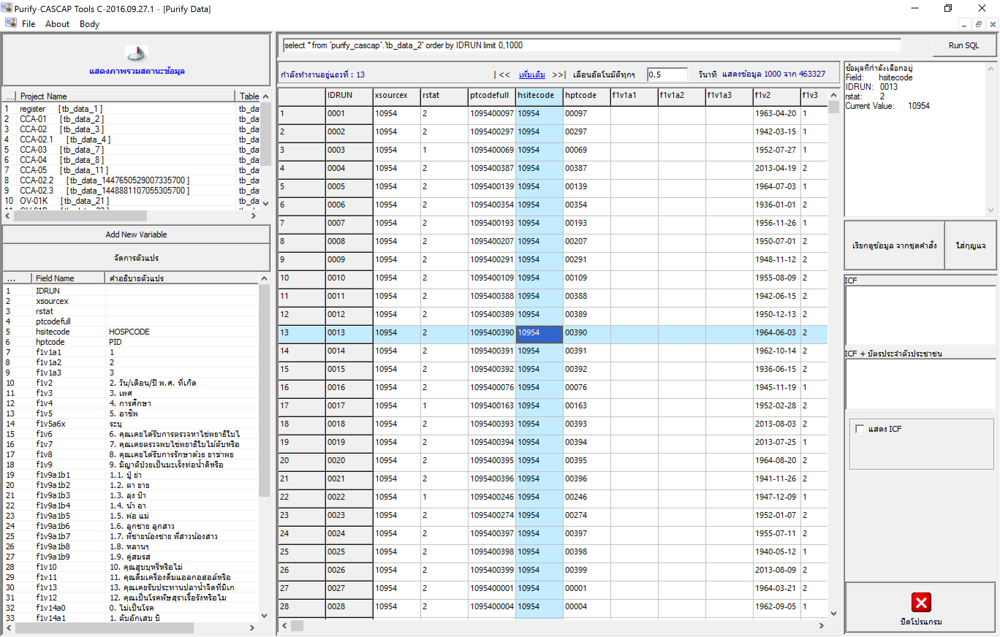 Purify-CASCAP Tools C-2016.09.27.1 - [Purify Data]
File About Body
แสดงภาพรวมสถานะข้อมูล
.... Project Name Table
1 register [ tb_data_1 ] tb_da
2 CCA-01 [ tb_data_2 ] tb_da
3 CCA-02 [ tb_data_3 ] tb_da
4 CCA-02.1 [ tb_data_4 ] tb_da
5 CCA-03 [ tb_data_7 ] tb_da
6 CCA-04 [ tb_data_8 ] tb_da
7 CCA-05 [ tb_data_11 ] tb_da
8 CCA-02.2 [ tb_data_1447650529007335700 ] tb_da
9 CCA-02.3 [ tb_data_1448881107055305700 ] tb_da
10 OV-01K [ tb_data_21 ] tb_da
Add New Variable
จัดการตัวแปร
... Field Name คำอธิบายตัวแปร
1 IDRUN
2 xsourcex
3 rstat
4 ptcodefull
5 hsitecode HOSPCODE
6 hptcode PID
7 f1v1a1 1
8 f1v1a2 2
9 f1v1a3 3
10 f1v2 2. วัน/เดือน/ปี พ.ศ. ที่เกิด
11 f1v3 3. เพศ
12 f1v4 4. การศึกษา
13 f1v5 5. อาชีพ
14 f1v5a6x ระบุ
15 f1v6 6. คุณเคยได้รับการตรวจหาไข่พยาธิใบไ
16 f1v7 7. คุณเคยตรวจพบไข่พยาธิใบไม้ตับหรือ
17 f1v8 8. คุณเคยได้รับการรักษาด้วย ยาฆ่าพย
18 f1v9 9. มีญาติป่วยเป็นมะเร็งท่อน้ำดีหรือ
19 f1v9a1b1 1.1. ปู่ ย่า
20 f1v9a1b2 1.2. ตา ยาย
21 f1v9a1b3 1.3. ลุง ป้า
22 f1v9a1b4 1.4. น้า อา
23 f1v9a1b5 1.5. พ่อ แม่
24 f1v9a1b6 1.6. ลูกชาย ลูกสาว
25 f1v9a1b7 1.7. พี่ชายน้องชาย พี่สาวน้องสาว
26 f1v9a1b8 1.8. หลานๆ
27 f1v9a1b9 1.9. คู่สมรส
28 f1v10 10. คุณสูบบุหรี่หรือไม่
29 f1v11 11. คุณดื่มเครื่องดื่มแอลกอฮอล์หรือ
30 f1v13 13. คุณเคยรับประทานปลาน้ำจืดที่มีเก
31 f1v12 12. คุณเป็นโรคพิษสุราเรื้อรังหรือไม
32 f1v14a0 0. ไม่เป็นโรค
33 f1v14a1 1. ตับอักเสบ บี
select * from `purify_cascap`.`tb_data_2` order by IDRUN limit 0,1000
Run SQL
กำลังทำงานอยู่แถวที่ : 13 |<< เพิ่มเติม >>| เลื่อนอัตโนมัติทุกๆ 0.5 วินาที แสดงข้อมูล 1000 จาก 463327
IDRUN xsourcex rstat ptcodefull hsitecode hptcode f1v1a1 f1v1a2 f1v1a3 f1v2 f1v3
1 0001 10954 2 1095400097 10954 00097 1963-04-20 1
2 0002 10954 2 1095400297 10954 00297 1942-03-15 1
3 0003 10954 1 1095400069 10954 00069 1952-07-27 1
4 0004 10954 2 1095400387 10954 00387 2013-04-19 2
5 0005 10954 2 1095400139 10954 00139 1964-07-03 1
6 0006 10954 2 1095400354 10954 00354 1936-01-01 2
7 0007 10954 2 1095400193 10954 00193 1956-11-26 1
8 0008 10954 2 1095400207 10954 00207 1950-07-01 2
9 0009 10954 2 1095400291 10954 00291 1948-11-12 2
10 0010 10954 2 1095400109 10954 00109 1955-08-09 2
11 0011 10954 2 1095400388 10954 00388 1942-06-15 2
12 0012 10954 2 1095400389 10954 00389 1950-12-13 2
13 0013 10954 2 1095400390 10954 00390 1964-06-03 2
14 0014 10954 2 1095400391 10954 00391 1962-10-14 2
15 0015 10954 2 1095400392 10954 00392 1936-06-15 2
16 0016 10954 2 1095400076 10954 00076 1945-11-19 1
17 0017 10954 1 1095400163 10954 00163 1952-02-28 2
18 0018 10954 2 1095400393 10954 00393 2013-08-03 2
19 0019 10954 2 1095400394 10954 00394 2013-07-25 1
20 0020 10954 2 1095400395 10954 00395 1964-08-20 2
21 0021 10954 2 1095400396 10954 00396 1941-11-26 2
22 0022 10954 1 1095400246 10954 00246 1947-12-09 1
23 0023 10954 2 1095400274 10954 00274 1952-01-07 2
24 0024 10954 2 1095400397 10954 00397 1955-07-11 2
25 0025 10954 2 1095400398 10954 00398 1940-05-12 1
26 0026 10954 2 1095400399 10954 00399 2013-08-09 2
27 0027 10954 2 1095400001 10954 00001 1964-03-21 2
28 0028 10954 2 1095400004 10954 00004 1962-09-05 1
ข้อมูลที่กำลังเลือกอยู่
Field: hsitecode
IDRUN: 0013
rstat: 2
Current Value: 10954
เรียกดูข้อมูล จากชุดคำสั่ง ใส่กุญแจ
ICF
ICF + บัตรประจำตัวประชาชน
แสดง ICF
ปิดโปรแกรม